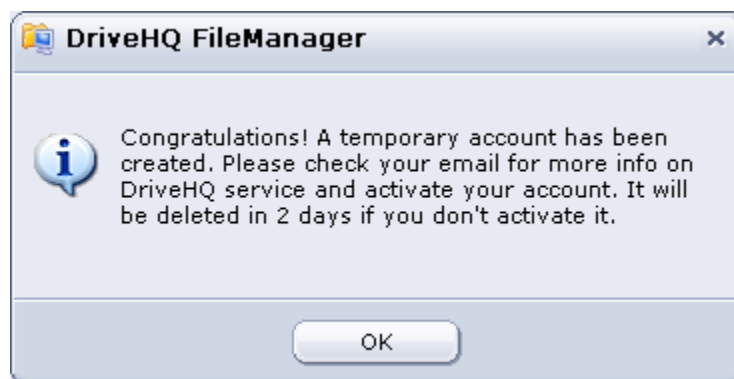 DriveHQ FileManager
Congratulations! A temporary account has been
created. Please check your email for more info on
DriveHQ service and activate your account. It will
be deleted in 2 days if you don't activate it.
OK